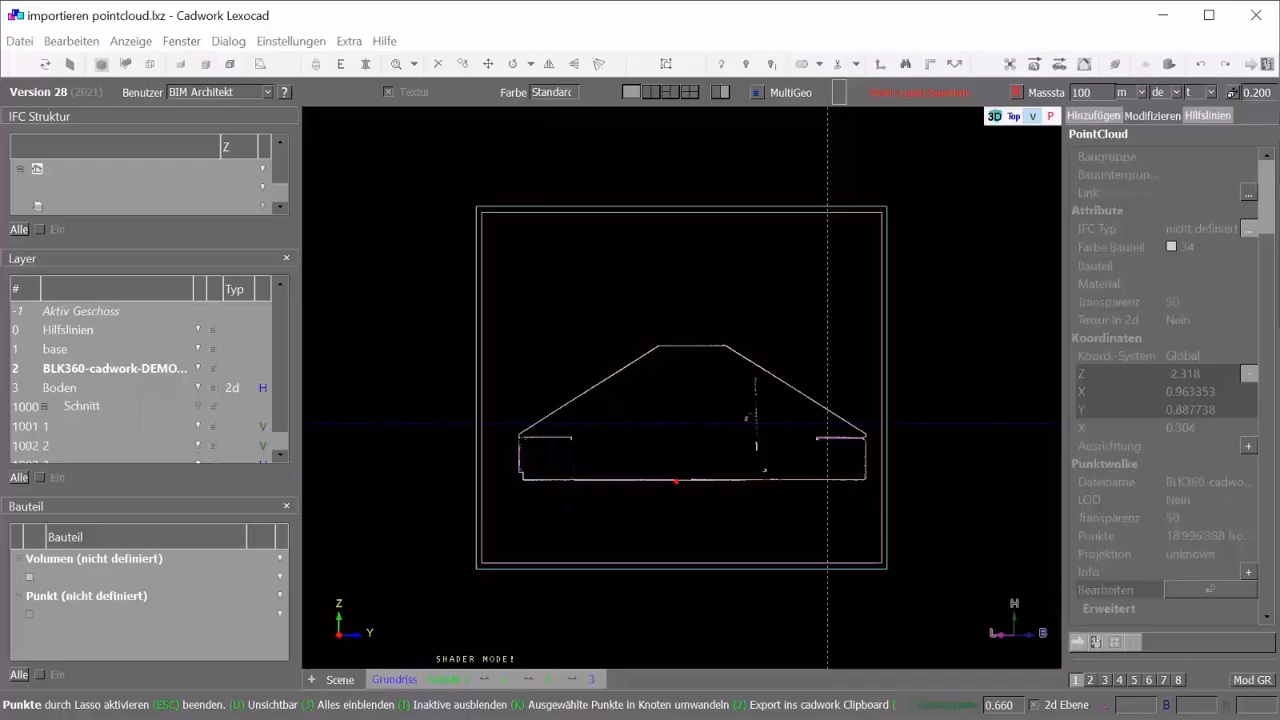 importieren pointcloud.lxz - Cadwork Lexocad
Datei Bearbeiten Anzeige Fenster Dialog Einstellungen Extra Hilfe
Version 28 (2021) Benutzer BIM Architekt ? Textur Farbe Standard MultiGeo Masssta 100 m de t 0.200
IFC Struktur
Z
Alle Ein
Layer
# Typ
-1 Aktiv Geschoss
0 Hilfslinien
1 base
2 BLK360-cadwork-DEMO...
3 Boden 2d H
1000 Schnitt
1001 1 V
1002 2 V
Alle Ein
Bauteil
Bauteil
Volumen (nicht definiert)
Punkt (nicht definiert)
Alle Ein
3D Top V P
Z
Y
H
L B
SHADER MODE!
+ Scene Grundriss 3
Hinzufügen Modifizieren Hilfslinien
PointCloud
Baugruppe
Bauuntergrup...
Link
Attribute
IFC Typ nicht definiert ...
Farbe Bauteil 34
Bauteil
Material
Transparenz 50
Textur in 2d Nein
Koordinaten
Koord.-System Global
Z -2.318
X 0.963353
Y 0.887738
X 0.304
Ausrichtung +
Punktwolke
Dateiname BLK360-cadwo...
LOD Nein
Transparenz 50
Punkte 18'996'388 fro...
Projektion unknown
Info +
Bearbeiten
Erweitert
1 2 3 4 5 6 7 8 Mod GR
Punkte durch Lasso aktivieren (ESC) beenden. (U) Unsichtbar (J) Alles einblenden (I) Inaktive ausblenden (K) Ausgewählte Punkte in Knoten umwandeln (2) Export ins cadwork Clipboard ( 0.660 2d Ebene B